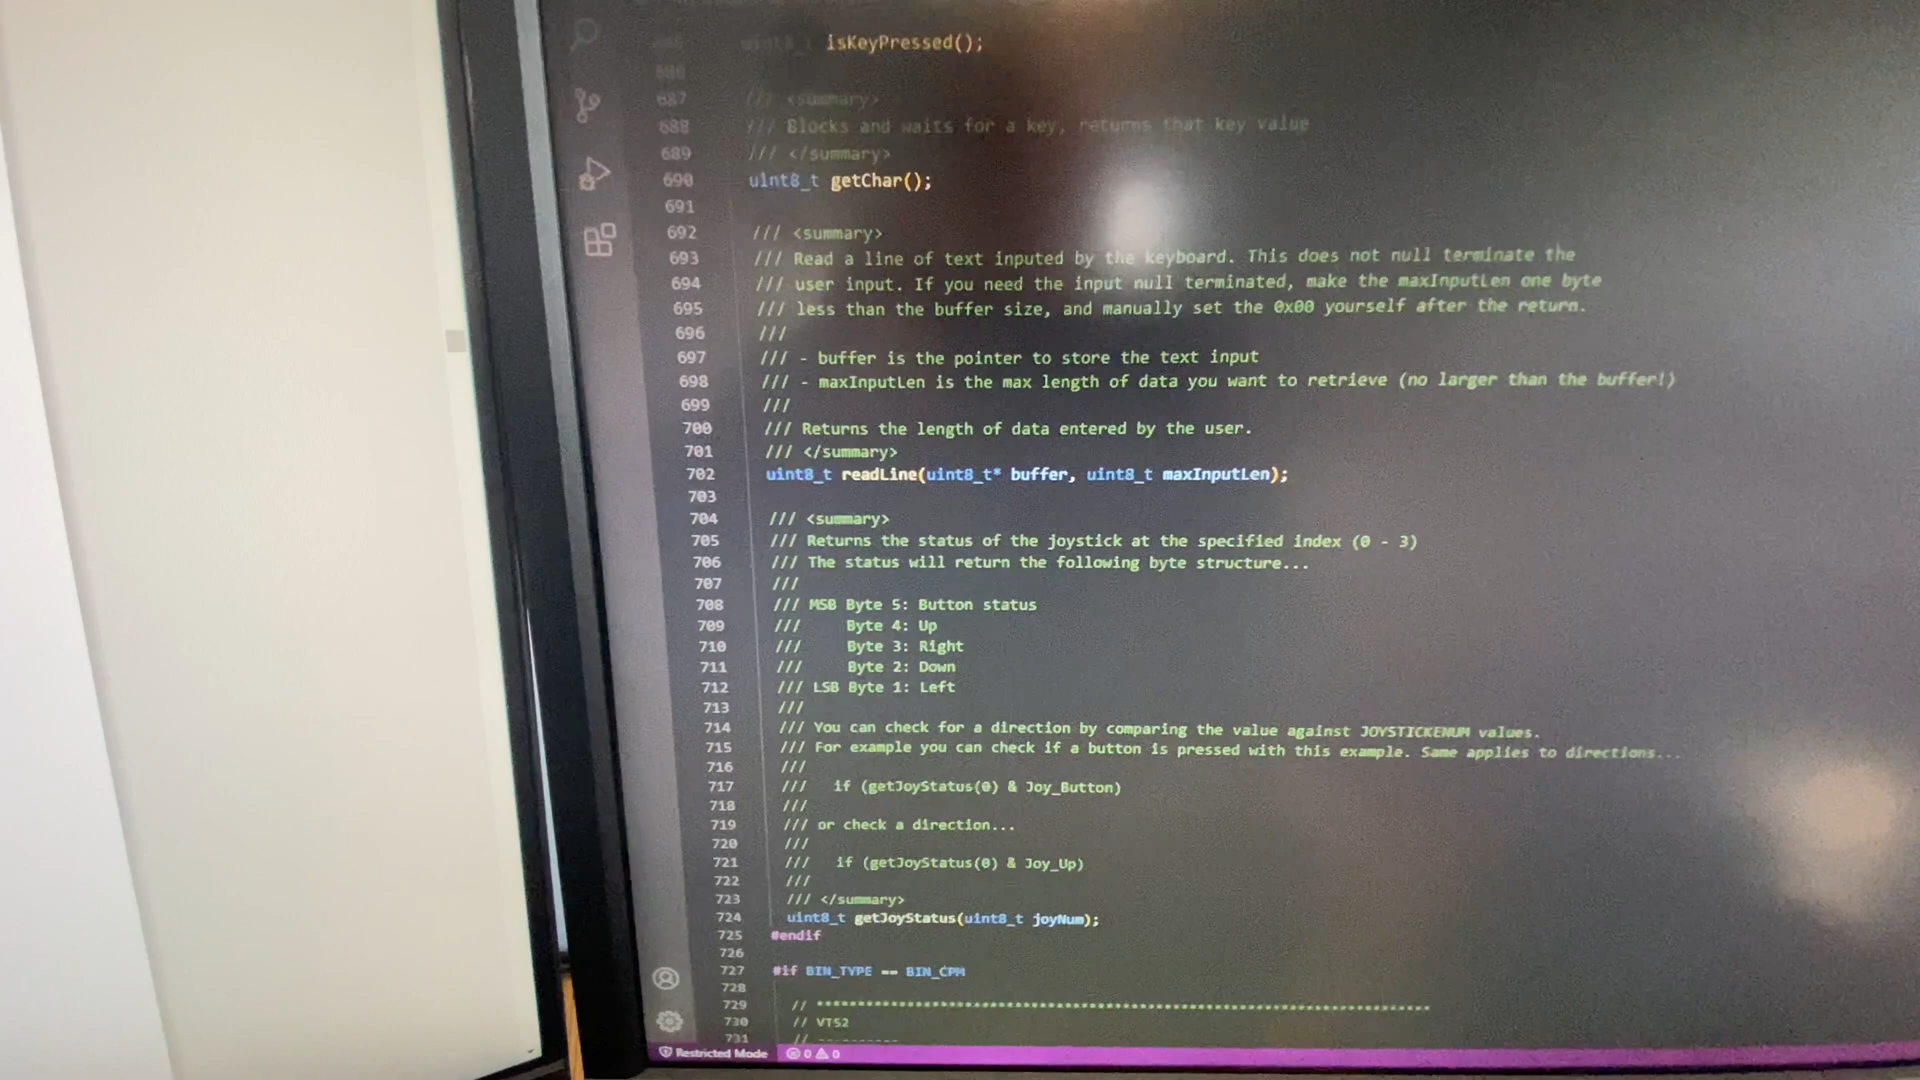 685 uint8_t isKeyPressed();
686
687 /// <summary>
688 /// Blocks and waits for a key, returns that key value
689 /// </summary>
690 uint8_t getChar();
691
692 /// <summary>
693 /// Read a line of text inputed by the keyboard. This does not null terminate the
694 /// user input. If you need the input null terminated, make the maxInputLen one byte
695 /// less than the buffer size, and manually set the 0x00 yourself after the return.
696 ///
697 /// - buffer is the pointer to store the text input
698 /// - maxInputLen is the max length of data you want to retrieve (no larger than the buffer!)
699 ///
700 /// Returns the length of data entered by the user.
701 /// </summary>
702 uint8_t readLine(uint8_t* buffer, uint8_t maxInputLen);
703
704 /// <summary>
705 /// Returns the status of the joystick at the specified index (0 - 3)
706 /// The status will return the following byte structure...
707 ///
708 /// MSB Byte 5: Button status
709 /// Byte 4: Up
710 /// Byte 3: Right
711 /// Byte 2: Down
712 /// LSB Byte 1: Left
713 ///
714 /// You can check for a direction by comparing the value against JOYSTICKENUM values.
715 /// For example you can check if a button is pressed with this example. Same applies to directions...
716 ///
717 /// if (getJoyStatus(0) & Joy_Button)
718 ///
719 /// or check a direction...
720 ///
721 /// if (getJoyStatus(0) & Joy_Up)
722 ///
723 /// </summary>
724 uint8_t getJoyStatus(uint8_t joyNum);
725 #endif
726
727 #if BIN_TYPE == BIN_CPM
728
729 // **************************************************************************
730 // VT52
731 // **********
Restricted Mode 0 0